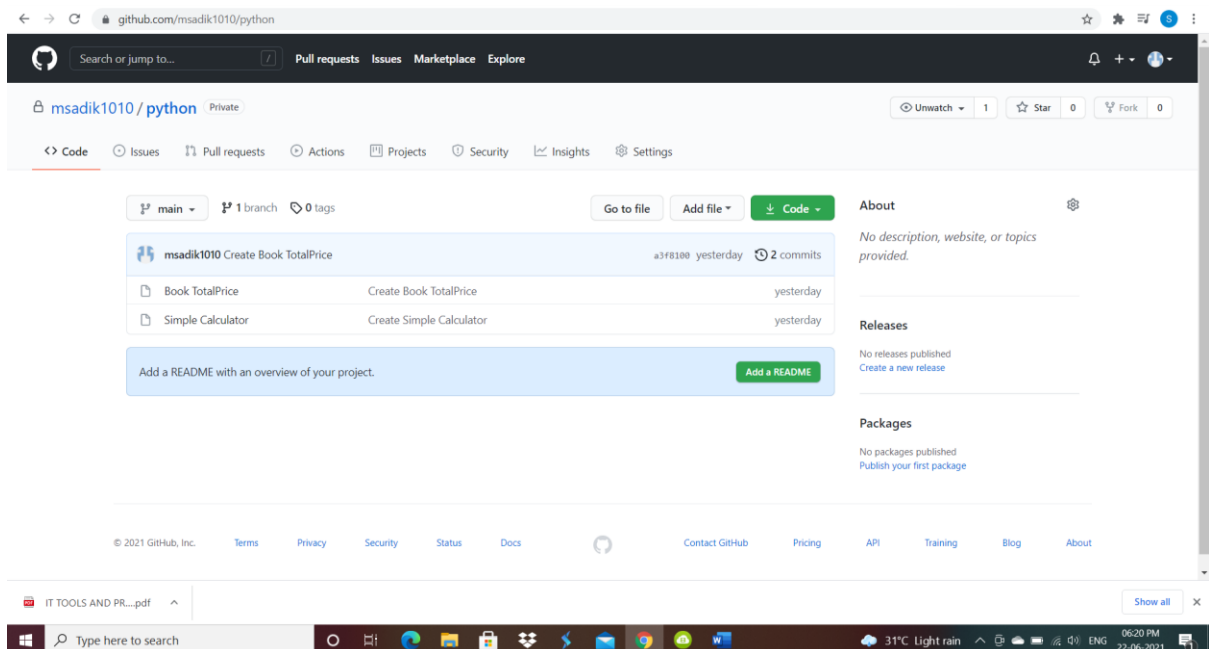 github.com/msadik1010/python
S
Search or jump to...
/
Pull requests Issues Marketplace Explore
msadik1010 / python Private
Unwatch 1 Star 0 Fork 0
Code Issues Pull requests Actions Projects Security Insights Settings
main 1 branch 0 tags Go to file Add file Code
msadik1010 Create Book TotalPrice a3f8100 yesterday 2 commits
Book TotalPrice Create Book TotalPrice yesterday
Simple Calculator Create Simple Calculator yesterday
Add a README with an overview of your project. Add a README
About
No description, website, or topics
provided.
Releases
No releases published
Create a new release
Packages
No packages published
Publish your first package
© 2021 GitHub, Inc. Terms Privacy Security Status Docs Contact GitHub Pricing API Training Blog About
PDF IT TOOLS AND PR....pdf Show all
Type here to search 31°C Light rain ENG 06:20 PM
22-06-2021